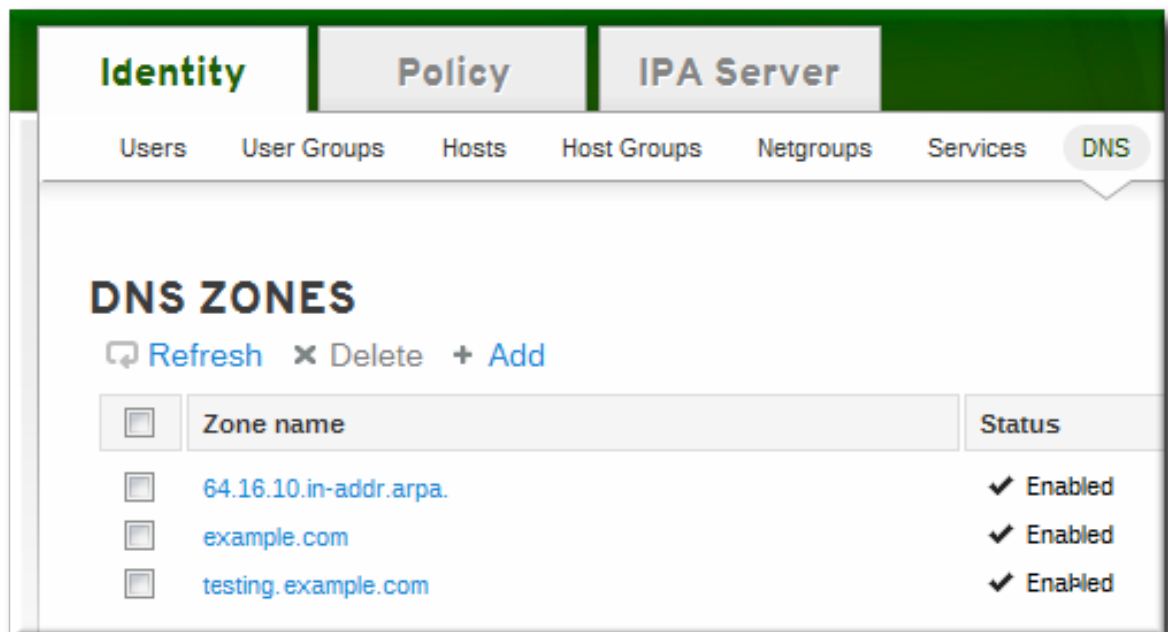 Identity Policy IPA Server
Users User Groups Hosts Host Groups Netgroups Services DNS
DNS ZONES
Refresh Delete + Add
Zone name Status
64.16.10.in-addr.arpa. Enabled
example.com Enabled
testing.example.com Enabled